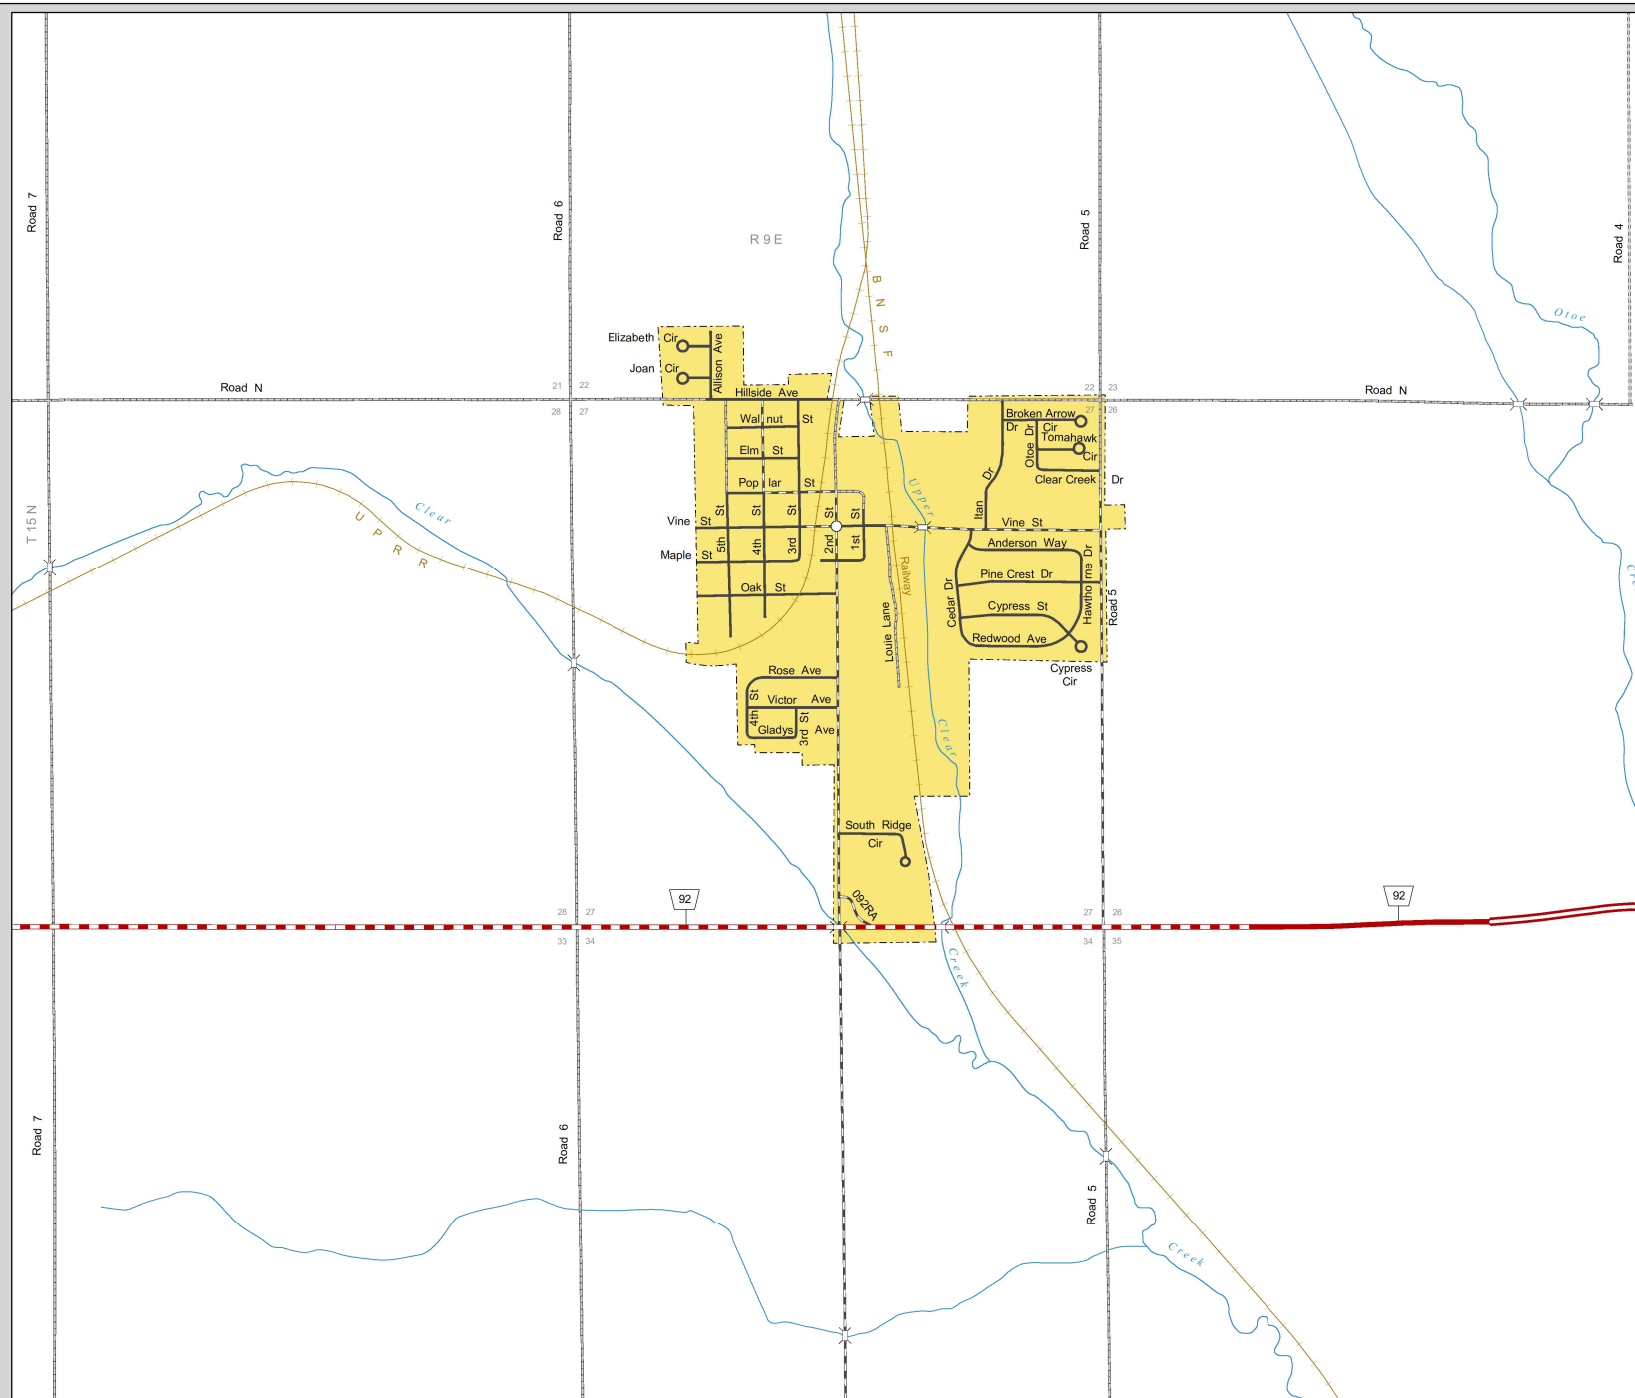 Road 7
Road 6
R 9 E
Road 5
Road 4
B N S F
Otoe
Elizabeth Cir
Joan Cir
Allison Ave
Road N
21 22
28 27
Hillside Ave
22 23
27 26
Road N
Walnut St
Elm St
Poplar St
Vine St
Maple St
Oak St
5th St
4th St
3rd
2nd St
1st St
Broken Arrow
Dr
Cir
Otoe Dr
Tomahawk
Cir
Clear Creek Dr
Itan Dr
Vine St
Anderson Way
Pine Crest Dr
Cypress St
Redwood Ave
Cedar Dr
Hawthorne Dr
Road 5
Cypress
Cir
Upper
Railway
Louie Lane
Clear
T 15 N
Clear
U P R R
Rose Ave
4th St
Victor Ave
3rd St
Gladys Ave
South Ridge
Cir
092RA
92
92
28 27
33 34
27 26
34 35
Creek
Road 7
Road 6
Road 5
Creek